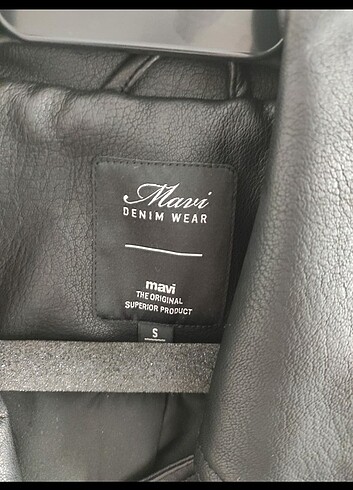 Mavi
DENIM WEAR
mavi
THE ORIGINAL
SUPERIOR PRODUCT
S